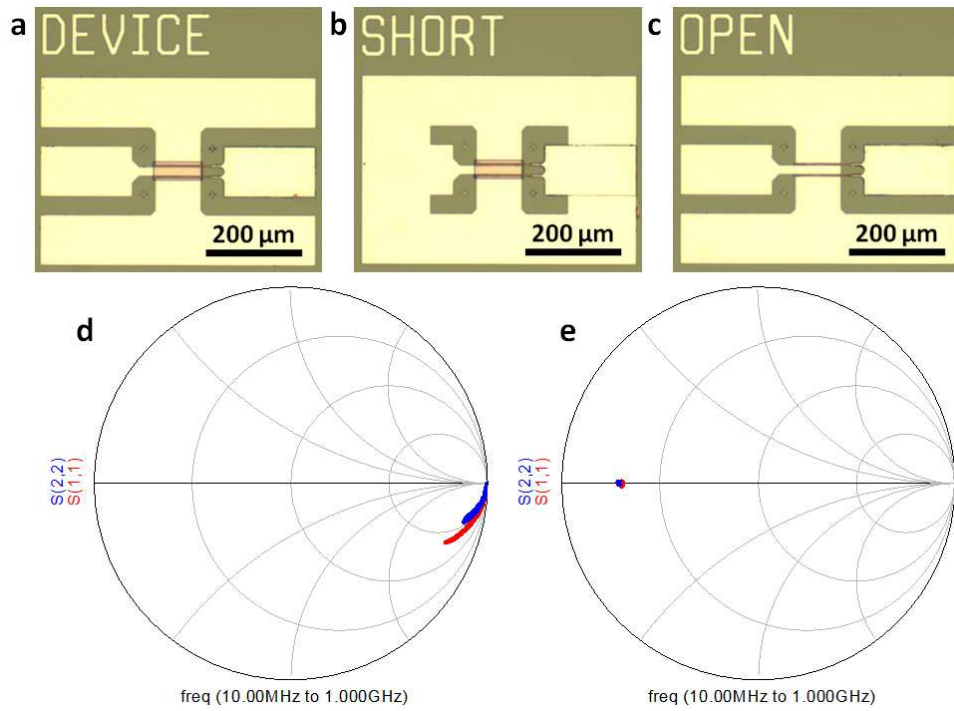 a
DEVICE
200 µm
b
SHORT
200 µm
c
OPEN
200 µm
d
S(2,2)
S(1,1)
freq (10.00MHz to 1.000GHz)
e
S(2,2)
S(1,1)
freq (10.00MHz to 1.000GHz)